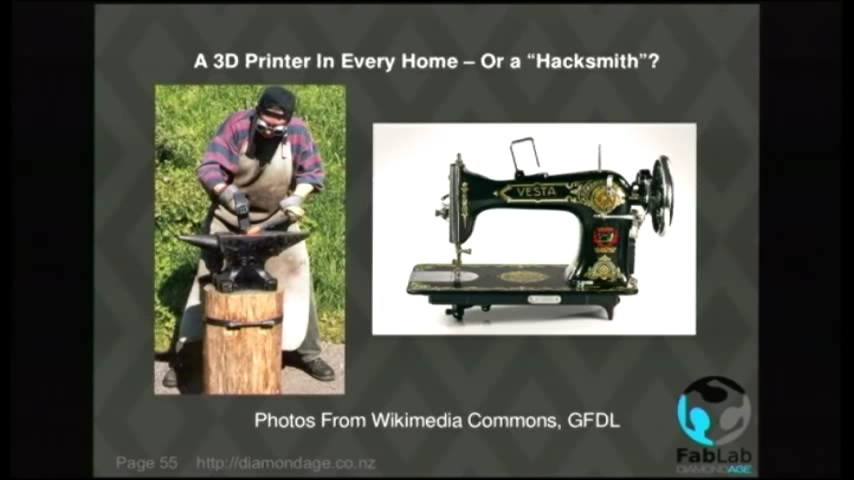 A 3D Printer In Every Home – Or a “Hacksmith”?
VESTA
Photos From Wikimedia Commons, GFDL
FabLab
DIAMONDAGE
Page 55 http://diamondage.co.nz